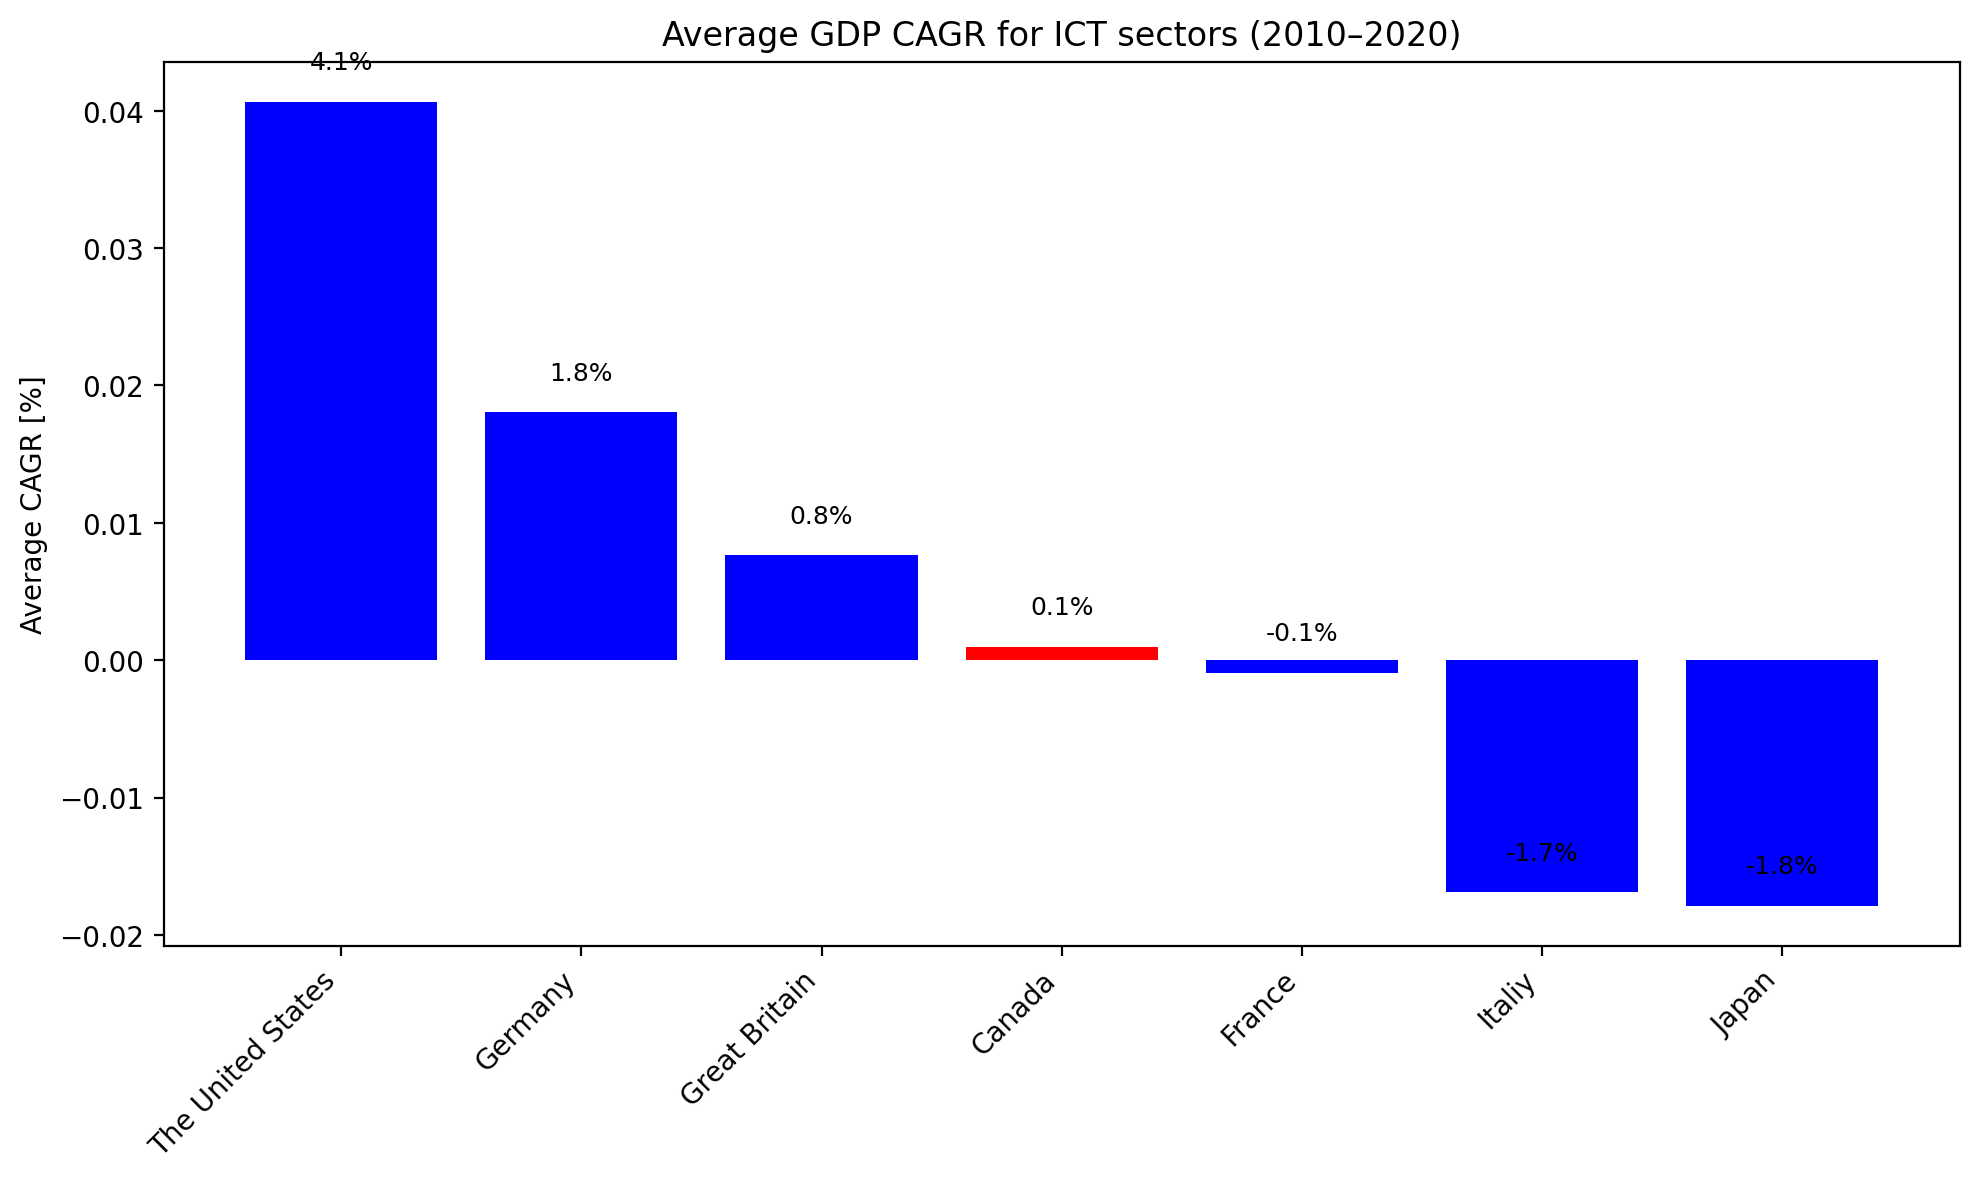 Average GDP CAGR for ICT sectors (2010–2020)
4.1%
0.04
0.03
0.02
0.01
0.00
−0.01
−0.02
Average CAGR [%]
1.8%
0.8%
0.1%
-0.1%
-1.7%
-1.8%
The United States
Germany
Great Britain
Canada
France
Italiy
Japan